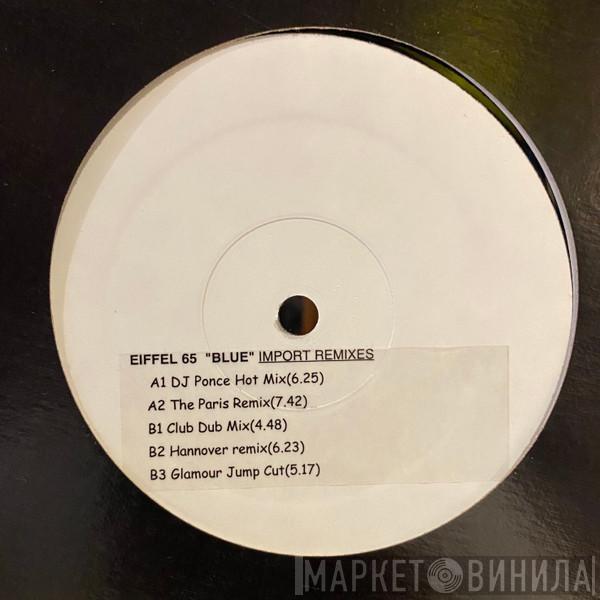 EIFFEL 65 "BLUE" IMPORT REMIXES
A1 DJ Ponce Hot Mix(6.25)
A2 The Paris Remix(7.42)
B1 Club Dub Mix(4.48)
B2 Hannover remix(6.23)
B3 Glamour Jump Cut(5.17)
МАРКЕТ ВИНИЛА